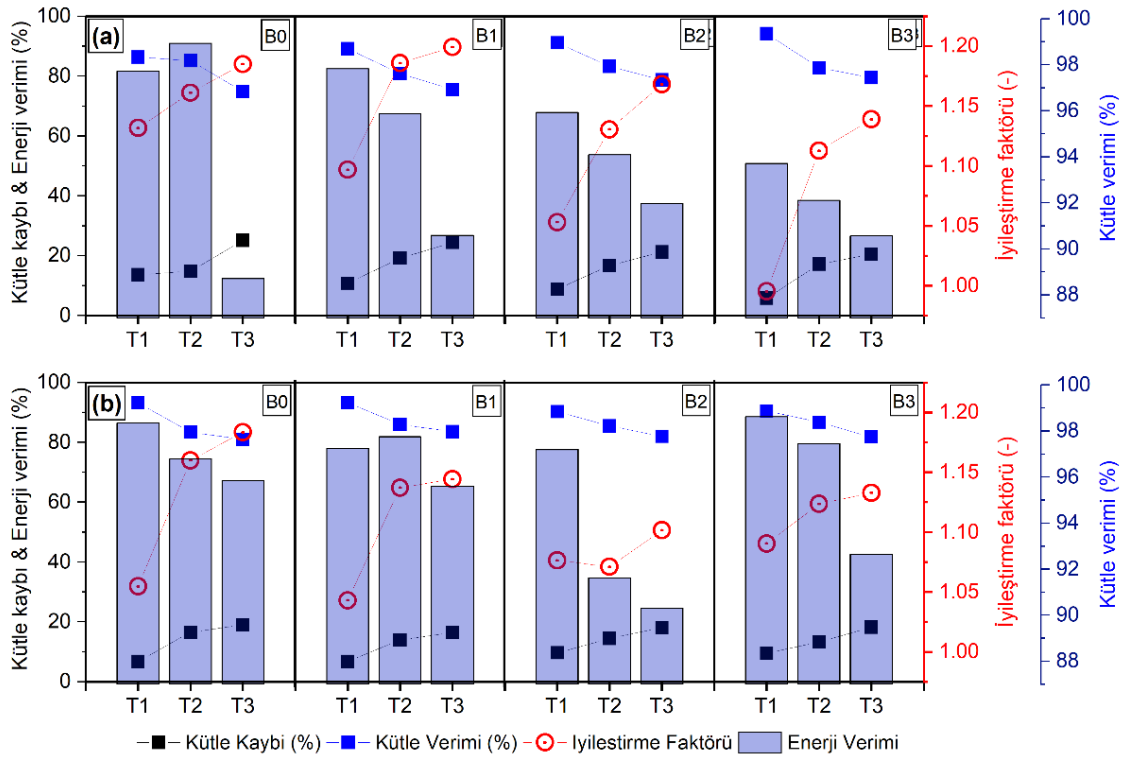 (a)
B0
B1
B2
B3
Kütle kaybı & Enerji verimi (%)
100
80
60
40
20
0
T1 T2 T3 T1 T2 T3 T1 T2 T3 T1 T2 T3
1.20
1.15
1.10
1.05
1.00
İyileştirme faktörü (-)
100
98
96
94
92
90
88
Kütle verimi (%)
(b)
B0
B1
B2
B3
Kütle kaybı & Enerji verimi (%)
100
80
60
40
20
0
T1 T2 T3 T1 T2 T3 T1 T2 T3 T1 T2 T3
1.20
1.15
1.10
1.05
1.00
İyileştirme faktörü (-)
100
98
96
94
92
90
88
Kütle verimi (%)
Kütle Kaybi (%) Kütle Verimi (%) Iyilestirme Faktörü Enerji Verimi